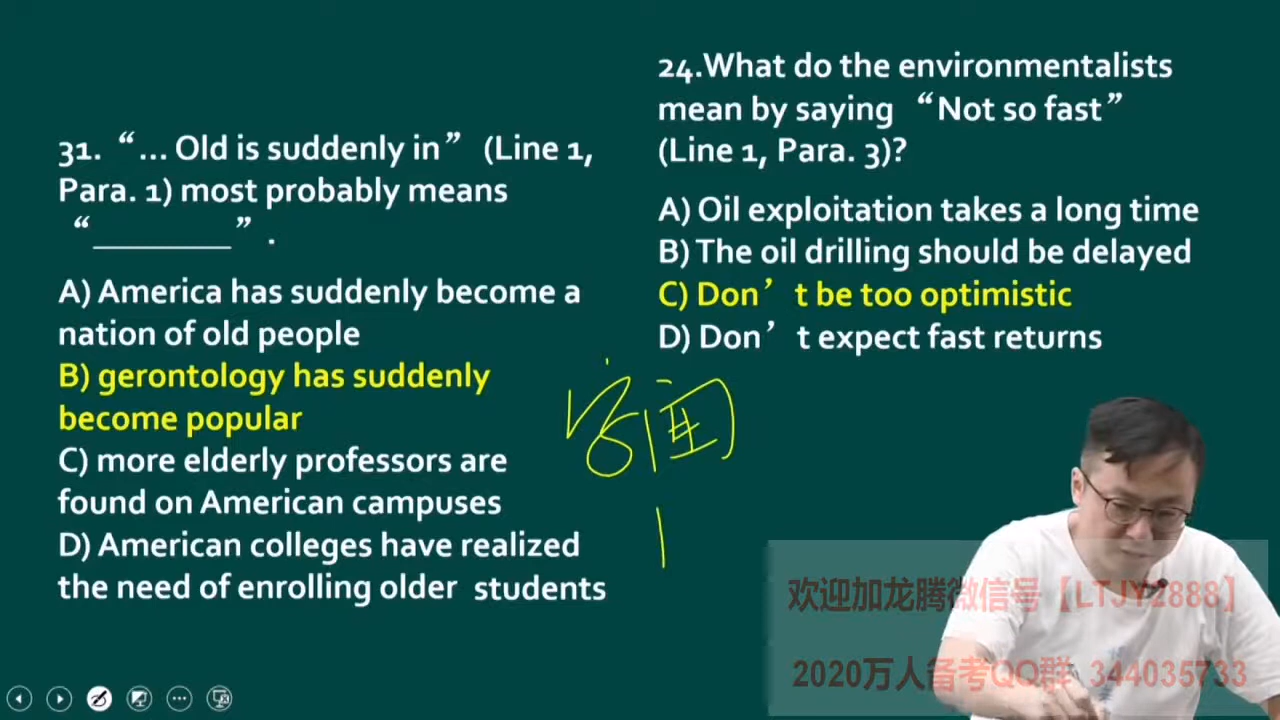 31.“… Old is suddenly in” (Line 1,
Para. 1) most probably means
“_________” .
A) America has suddenly become a
nation of old people
B) gerontology has suddenly
become popular
C) more elderly professors are
found on American campuses
D) American colleges have realized
the need of enrolling older students
24.What do the environmentalists
mean by saying “Not so fast”
(Line 1, Para. 3)?
A) Oil exploitation takes a long time
B) The oil drilling should be delayed
C) Don’t be too optimistic
D) Don’t expect fast returns
欢迎加龙腾微信号【LTJY2888】
2020万人备考QQ群 344035733